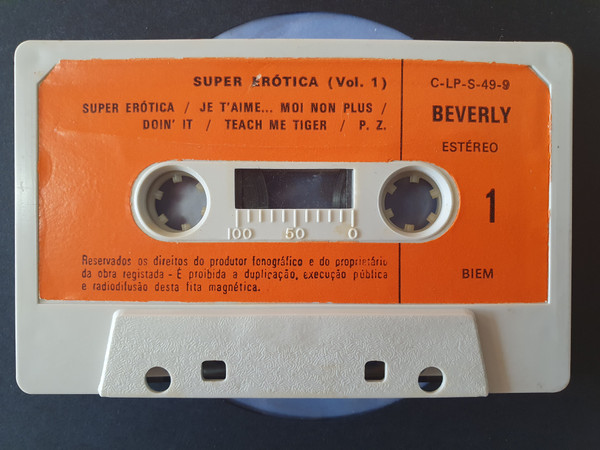 SUPER ERÓTICA (Vol. 1)
SUPER ERÓTICA / JE T'AIME... MOI NON PLUS /
DOIN' IT / TEACH ME TIGER / P. Z.
C-LP-S-49-9
BEVERLY
ESTÉREO
1
BIEM
100 50 0
Reservados os direitos do produtor fonográfico e do proprietário
da obra registada - É proibida a duplicação, execução pública
e radiodifusão desta fita magnética.